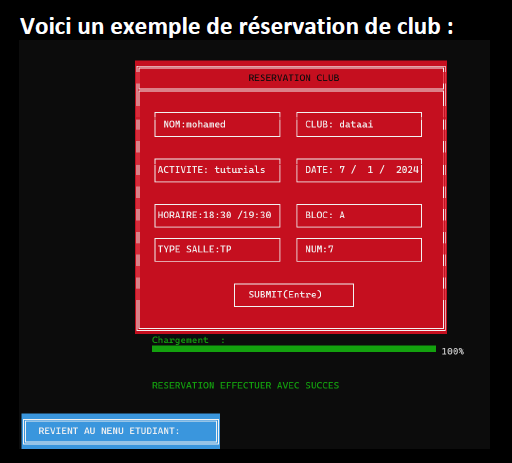 Voici un exemple de réservation de club :
RESERVATION CLUB
NOM:mohamed
CLUB: dataai
ACTIVITE: tuturials
DATE: 7 / 1 / 2024
HORAIRE:18:30 /19:30
BLOC: A
TYPE SALLE:TP
NUM:7
SUBMIT(Entre)
Chargement :
100%
RESERVATION EFFECTUER AVEC SUCCES
REVIENT AU NENU ETUDIANT: